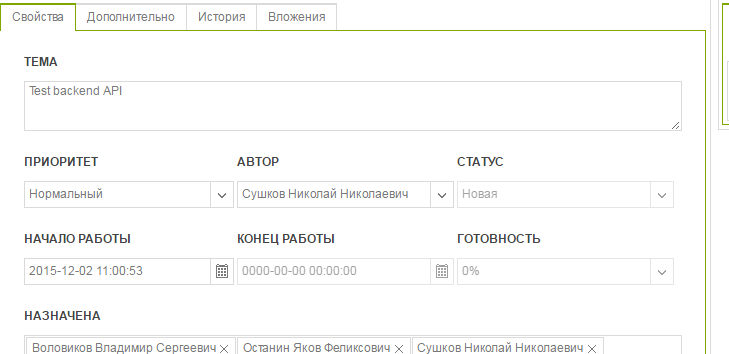 Свойства Дополнительно История Вложения
ТЕМА
Test backend API
ПРИОРИТЕТ АВТОР СТАТУС
Нормальный Сушков Николай Николаевич Новая
НАЧАЛО РАБОТЫ КОНЕЦ РАБОТЫ ГОТОВНОСТЬ
2015-12-02 11:00:53 0000-00-00 00:00:00 0%
НАЗНАЧЕНА
Воловиков Владимир Сергеевич Останин Яков Феликсович Сушков Николай Николаевич